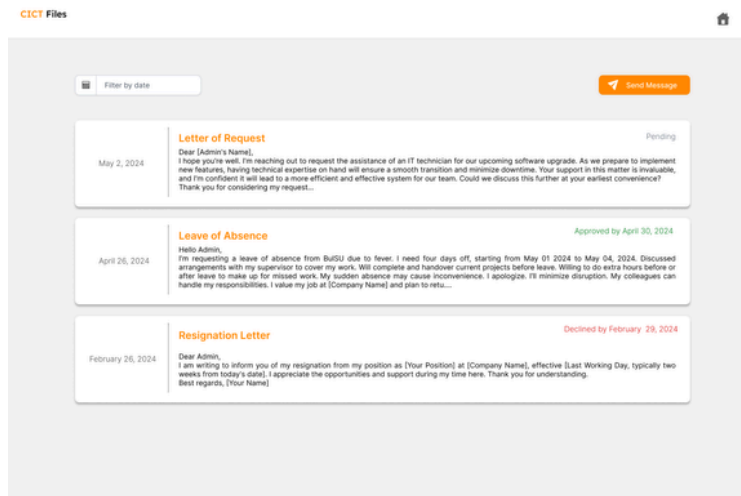 CICT Files
Filter by date
Send Message
Letter of Request
Pending
May 2, 2024
Dear [Admin's Name],
I hope you're well. I'm reaching out to request the assistance of an IT technician for our upcoming software upgrade. As we prepare to implement
new features, having technical expertise on hand will ensure a smooth transition and minimize downtime. Your support in this matter is invaluable,
and I'm confident it will lead to a more efficient and effective system for our team. Could we discuss this further at your earliest convenience?
Thank you for considering my request...
Leave of Absence
Approved by April 30, 2024
April 26, 2024
Hello Admin,
I'm requesting a leave of absence from BulSU due to fever. I need four days off, starting from May 01 2024 to May 04, 2024. Discussed
arrangements with my supervisor to cover my work. Will complete and handover current projects before leave. Willing to do extra hours before or
after leave to make up for missed work. My sudden absence may cause inconvenience. I apologize. I'll minimize disruption. My colleagues can
handle my responsibilities. I value my job at [Company Name] and plan to retu....
Resignation Letter
Declined by February 29, 2024
February 26, 2024
Dear Admin,
I am writing to inform you of my resignation from my position as [Your Position] at [Company Name], effective [Last Working Day, typically two
weeks from today's date]. I appreciate the opportunities and support during my time here. Thank you for understanding.
Best regards, [Your Name]